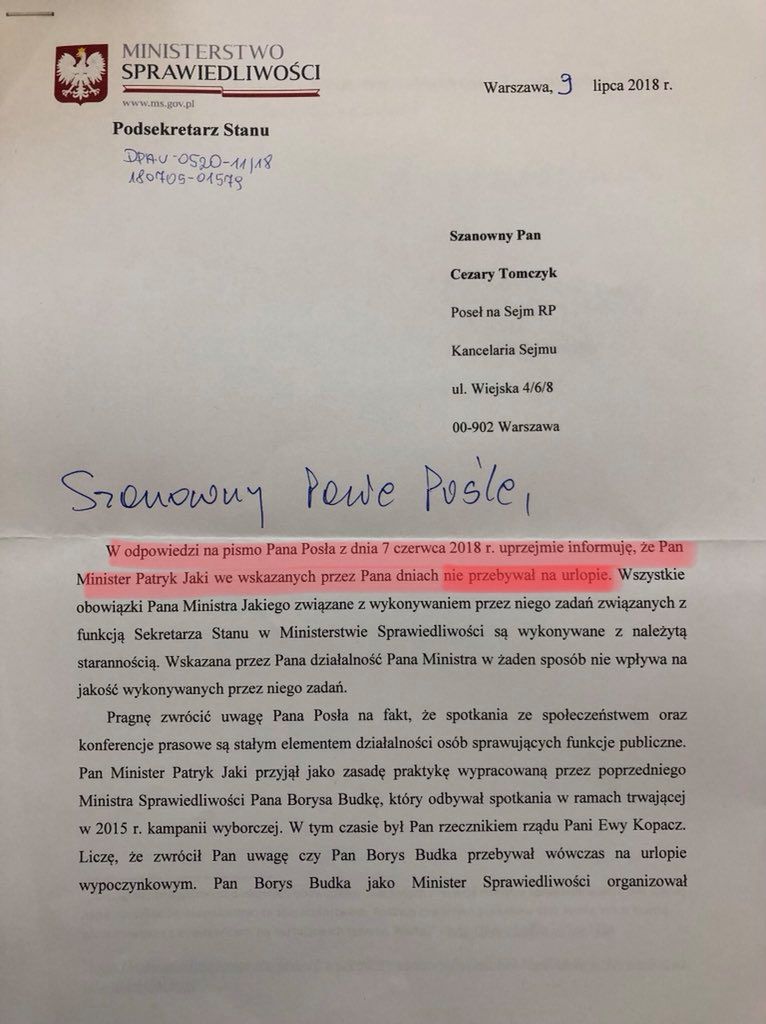 MINISTERSTWO
SPRAWIEDLIWOŚCI
www.ms.gov.pl
Warszawa, 9 lipca 2018 r.
Podsekretarz Stanu
DPAU-0520-11/18
180705-01579
Szanowny Pan
Cezary Tomczyk
Poseł na Sejm RP
Kancelaria Sejmu
ul. Wiejska 4/6/8
00-902 Warszawa
Szanowny Panie Pośle,
W odpowiedzi na pismo Pana Posła z dnia 7 czerwca 2018 r. uprzejmie informuję, że Pan
Minister Patryk Jaki we wskazanych przez Pana dniach nie przebywał na urlopie. Wszystkie
obowiązki Pana Ministra Jakiego związane z wykonywaniem przez niego zadań związanych z
funkcją Sekretarza Stanu w Ministerstwie Sprawiedliwości są wykonywane z należytą
starannością. Wskazana przez Pana działalność Pana Ministra w żaden sposób nie wpływa na
jakość wykonywanych przez niego zadań.
Pragnę zwrócić uwagę Pana Posła na fakt, że spotkania ze społeczeństwem oraz
konferencje prasowe są stałym elementem działalności osób sprawujących funkcje publiczne.
Pan Minister Patryk Jaki przyjął jako zasadę praktykę wypracowaną przez poprzedniego
Ministra Sprawiedliwości Pana Borysa Budkę, który odbywał spotkania w ramach trwającej
w 2015 r. kampanii wyborczej. W tym czasie był Pan rzecznikiem rządu Pani Ewy Kopacz.
Liczę, że zwrócił Pan uwagę czy Pan Borys Budka przebywał wówczas na urlopie
wypoczynkowym. Pan Borys Budka jako Minister Sprawiedliwości organizował